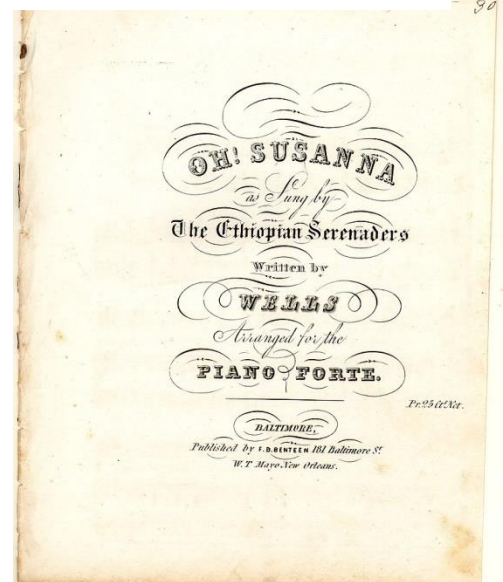 90
OH! SUSANNA
as Sung by
The Ethiopian Serenaders
Written by
WELLS
Arranged for the
PIANO FORTE.
Pr. 25 Ct. Net.
BALTIMORE,
Published by F. D. BENTEEN 181 Baltimore St.
W. T. Mayo New Orleans.